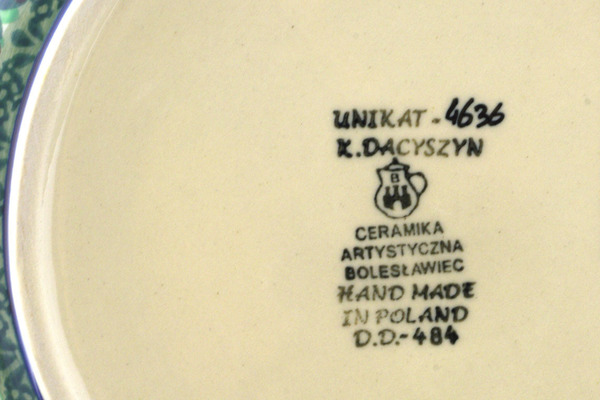 UNIKAT - 4636
K. DACYSZYN
B
CERAMIKA
ARTYSTYCZNA
BOLESŁAWIEC
HAND MADE
IN POLAND
D.D.-484